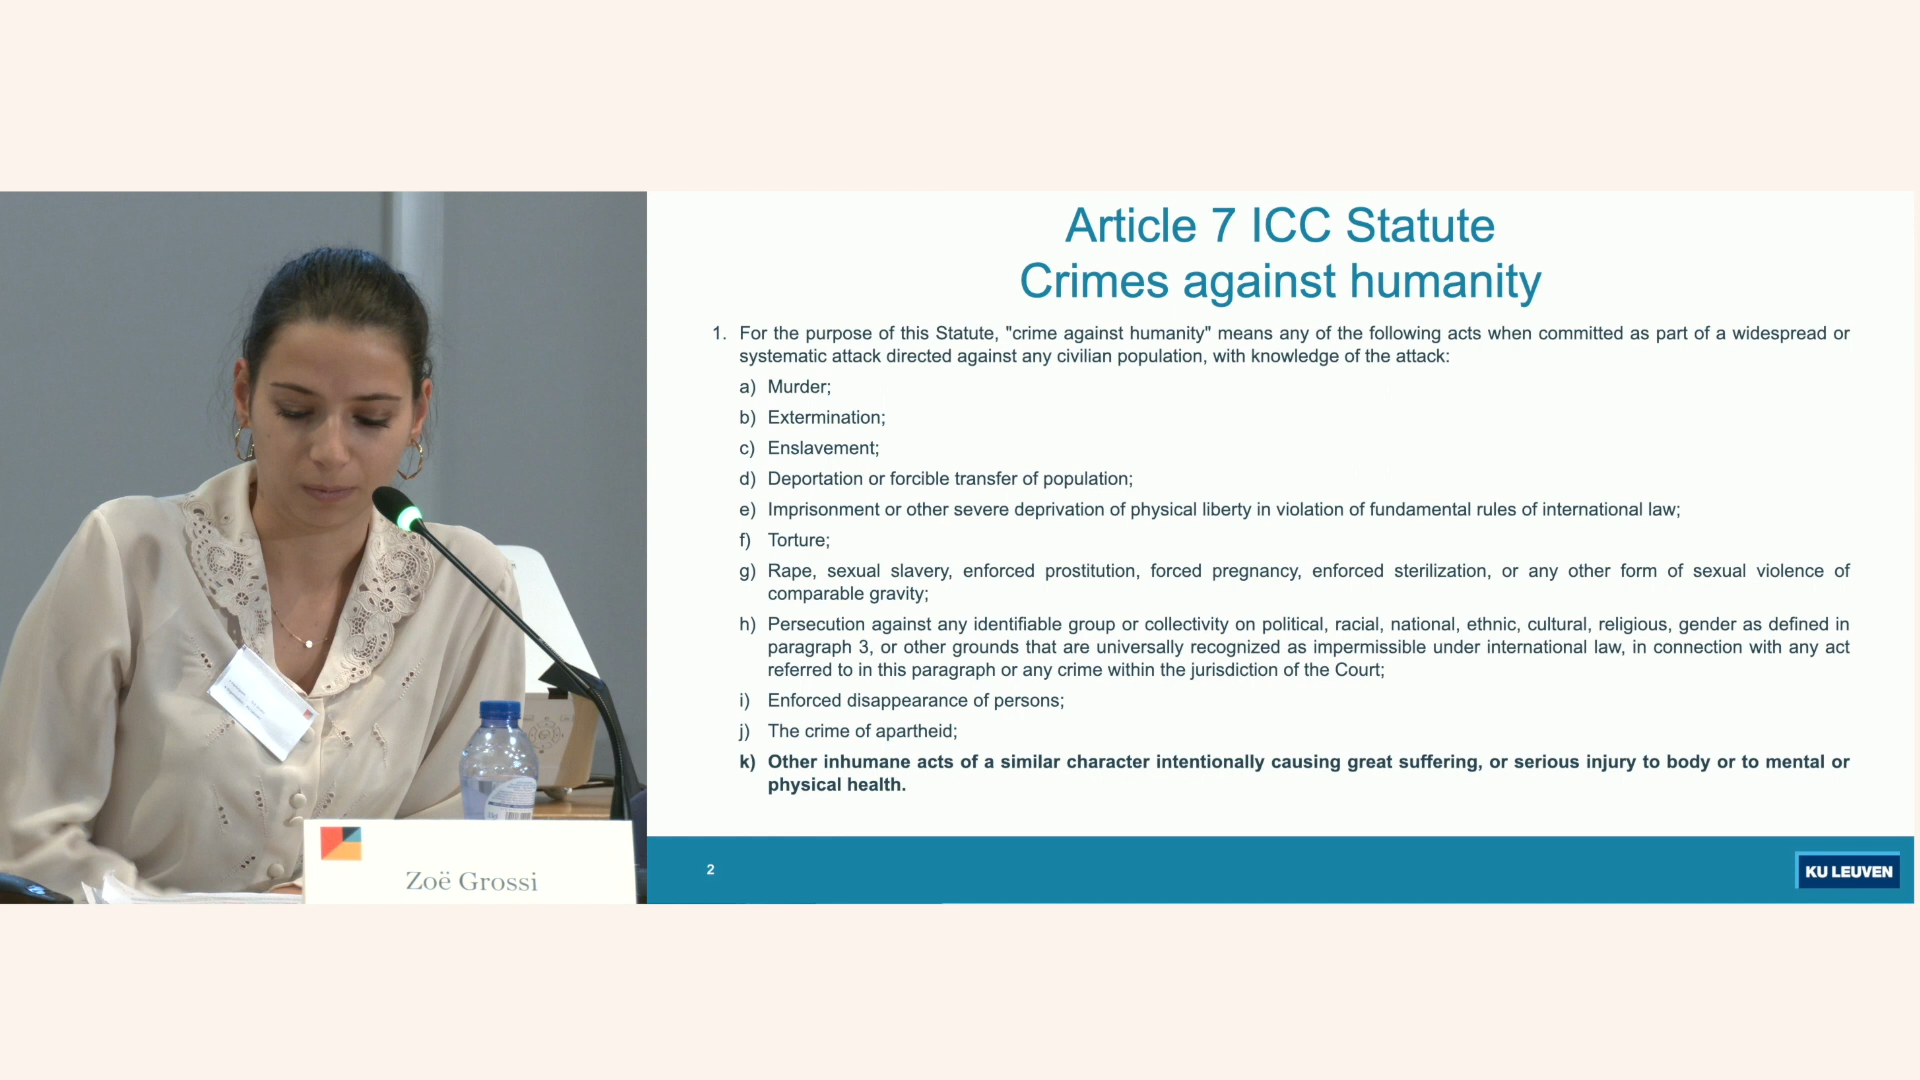 Article 7 ICC Statute
Crimes against humanity
1. For the purpose of this Statute, "crime against humanity" means any of the following acts when committed as part of a widespread or
systematic attack directed against any civilian population, with knowledge of the attack:
a) Murder;
b) Extermination;
c) Enslavement;
d) Deportation or forcible transfer of population;
e) Imprisonment or other severe deprivation of physical liberty in violation of fundamental rules of international law;
f) Torture;
g) Rape, sexual slavery, enforced prostitution, forced pregnancy, enforced sterilization, or any other form of sexual violence of
comparable gravity;
h) Persecution against any identifiable group or collectivity on political, racial, national, ethnic, cultural, religious, gender as defined in
paragraph 3, or other grounds that are universally recognized as impermissible under international law, in connection with any act
referred to in this paragraph or any crime within the jurisdiction of the Court;
i) Enforced disappearance of persons;
j) The crime of apartheid;
k) Other inhumane acts of a similar character intentionally causing great suffering, or serious injury to body or to mental or
physical health.
2
KU LEUVEN
Zoë Grossi